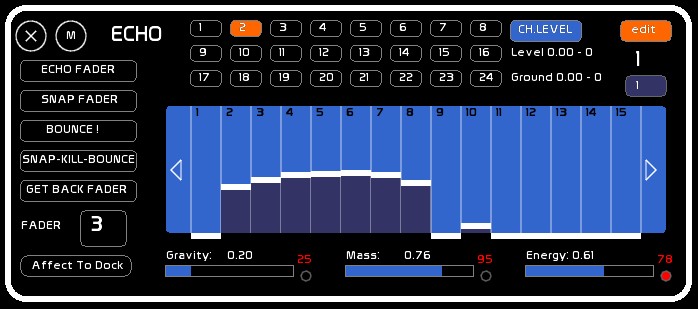 X M ECHO 1 2 3 4 5 6 7 8 CH.LEVEL edit
9 10 11 12 13 14 15 16 Level 0.00 - 0 1
17 18 19 20 21 22 23 24 Ground 0.00 - 0 1
ECHO FADER
SNAP FADER
BOUNCE !
SNAP-KILL-BOUNCE
GET BACK FADER
FADER 3
Affect To Dock
1 2 3 4 5 6 7 8 9 10 11 12 13 14 15
Gravity: 0.20 25 Mass: 0.76 95 Energy: 0.61 78